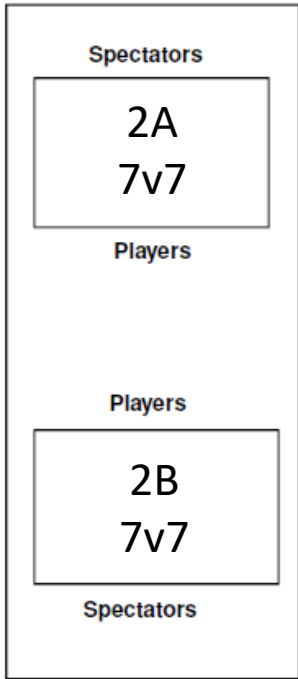 Spectators
2A
7v7
Players
Players
2B
7v7
Spectators